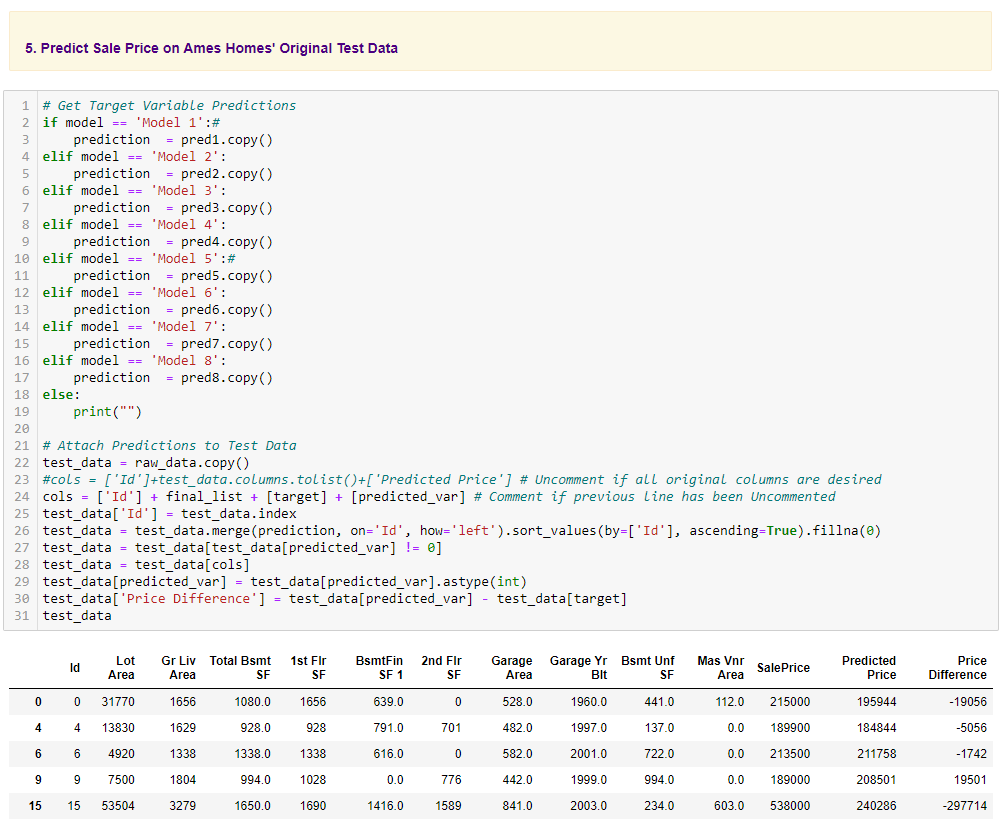 5. Predict Sale Price on Ames Homes' Original Test Data
1 # Get Target Variable Predictions
2 if model == 'Model 1':#
3     prediction  = pred1.copy()
4 elif model == 'Model 2':
5     prediction  = pred2.copy()
6 elif model == 'Model 3':
7     prediction  = pred3.copy()
8 elif model == 'Model 4':
9     prediction  = pred4.copy()
10 elif model == 'Model 5':#
11     prediction  = pred5.copy()
12 elif model == 'Model 6':
13     prediction  = pred6.copy()
14 elif model == 'Model 7':
15     prediction  = pred7.copy()
16 elif model == 'Model 8':
17     prediction  = pred8.copy()
18 else:
19     print("")
20
21 # Attach Predictions to Test Data
22 test_data = raw_data.copy()
23 #cols = ['Id']+test_data.columns.tolist()+['Predicted Price'] # Uncomment if all original columns are desired
24 cols = ['Id'] + final_list + [target] + [predicted_var] # Comment if previous line has been Uncommented
25 test_data['Id'] = test_data.index
26 test_data = test_data.merge(prediction, on='Id', how='left').sort_values(by=['Id'], ascending=True).fillna(0)
27 test_data = test_data[test_data[predicted_var] != 0]
28 test_data = test_data[cols]
29 test_data[predicted_var] = test_data[predicted_var].astype(int)
30 test_data['Price Difference'] = test_data[predicted_var] - test_data[target]
31 test_data
Id Lot Area Gr Liv Area Total Bsmt SF 1st Flr SF BsmtFin SF 1 2nd Flr SF Garage Area Garage Yr Blt Bsmt Unf SF Mas Vnr Area SalePrice Predicted Price Price Difference
0 0 31770 1656 1080.0 1656 639.0 0 528.0 1960.0 441.0 112.0 215000 195944 -19056
4 4 13830 1629 928.0 928 791.0 701 482.0 1997.0 137.0 0.0 189900 184844 -5056
6 6 4920 1338 1338.0 1338 616.0 0 582.0 2001.0 722.0 0.0 213500 211758 -1742
9 9 7500 1804 994.0 1028 0.0 776 442.0 1999.0 994.0 0.0 189000 208501 19501
15 15 53504 3279 1650.0 1690 1416.0 1589 841.0 2003.0 234.0 603.0 538000 240286 -297714